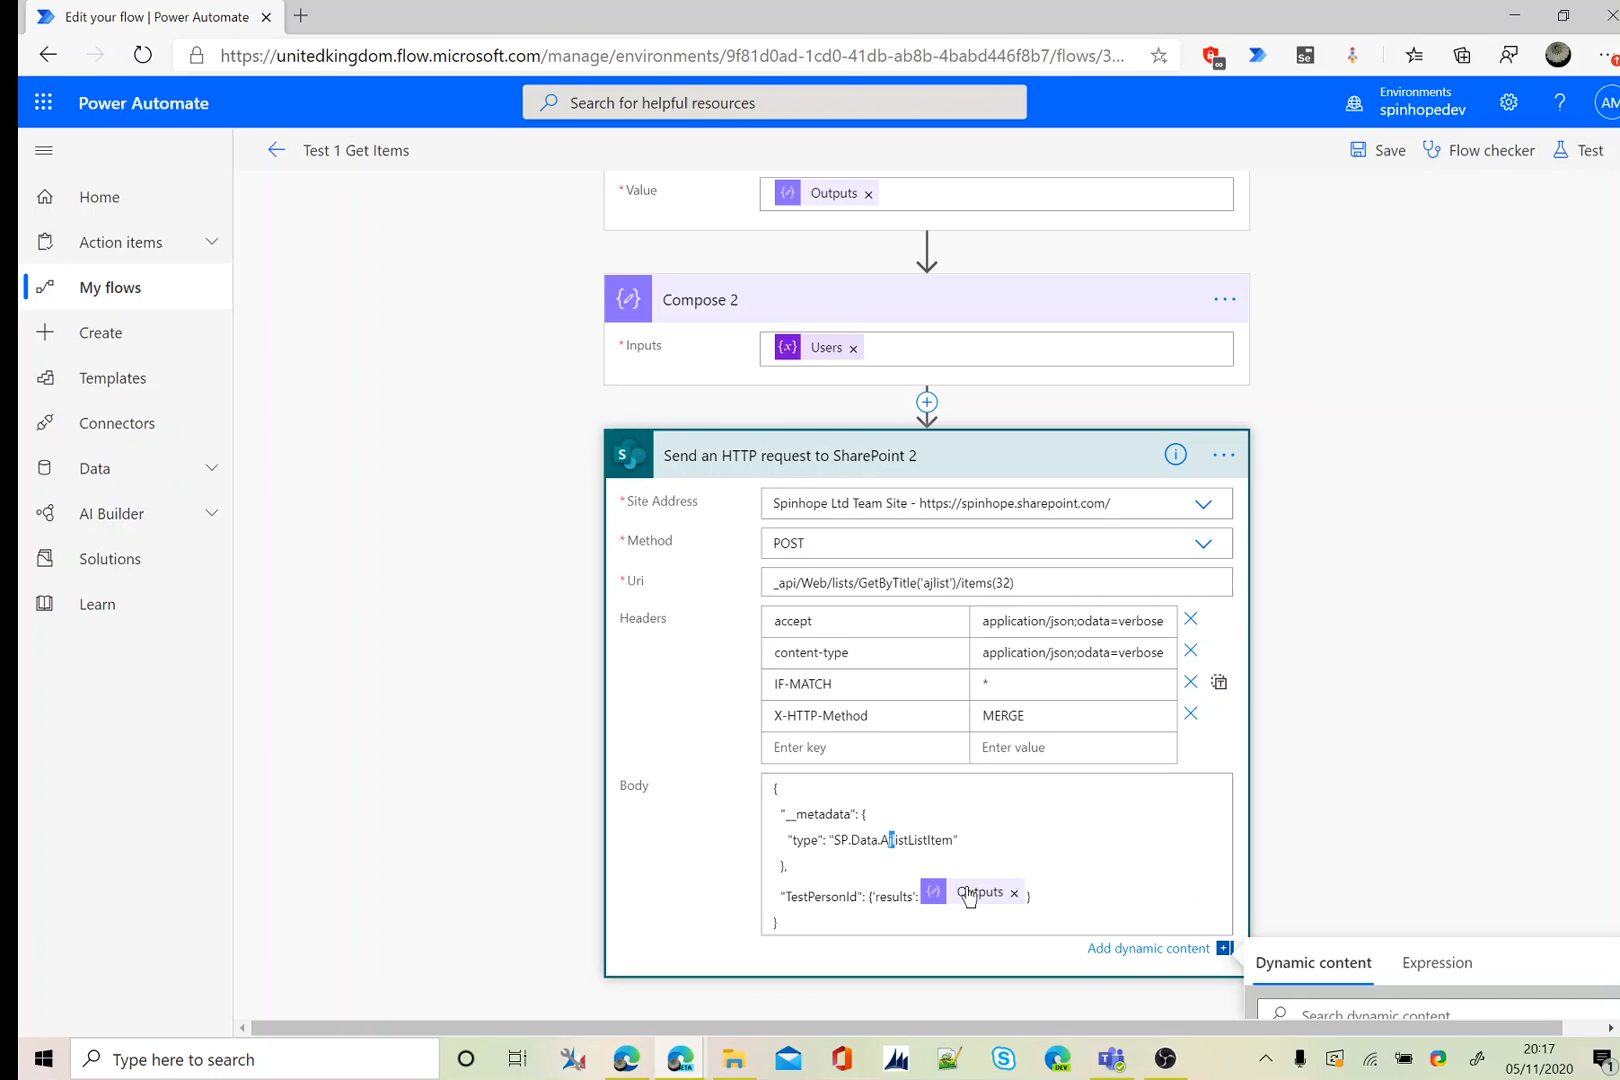 Edit your flow | Power Automate
https://unitedkingdom.flow.microsoft.com/manage/environments/9f81d0ad-1cd0-41db-ab8b-4babd446f8b7/flows/3...
Power Automate
Search for helpful resources
Environments
spinhopedev
?
AM
Test 1 Get Items
Save
Flow checker
Test
Home
Action items
My flows
Create
Templates
Connectors
Data
AI Builder
Solutions
Learn
* Value
Outputs
Compose 2
* Inputs
{x} Users
S Send an HTTP request to SharePoint 2
* Site Address
Spinhope Ltd Team Site - https://spinhope.sharepoint.com/
* Method
POST
* Uri
_api/Web/lists/GetByTitle('ajlist')/items(32)
Headers
accept application/json;odata=verbose
content-type application/json;odata=verbose
IF-MATCH *
X-HTTP-Method MERGE
Enter key Enter value
Body
{
"__metadata": {
"type": "SP.Data.AjlistListItem"
},
"TestPersonId": {'results': Outputs }
}
Add dynamic content
Dynamic content
Expression
Search dynamic content
Type here to search
BETA
DEV
20:17
05/11/2020
1